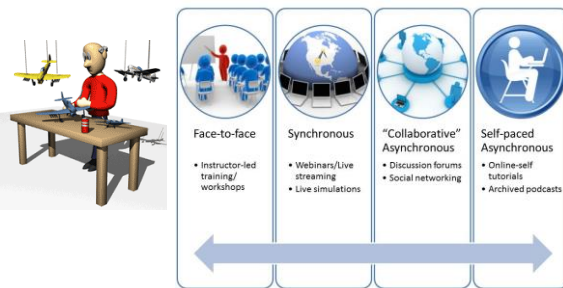 Face-to-face
• Instructor-led
training/
workshops
Synchronous
• Webinars/Live
streaming
• Live simulations
“Collaborative”
Asynchronous
• Discussion forums
• Social networking
Self-paced
Asynchronous
• Online-self
tutorials
• Archived podcasts